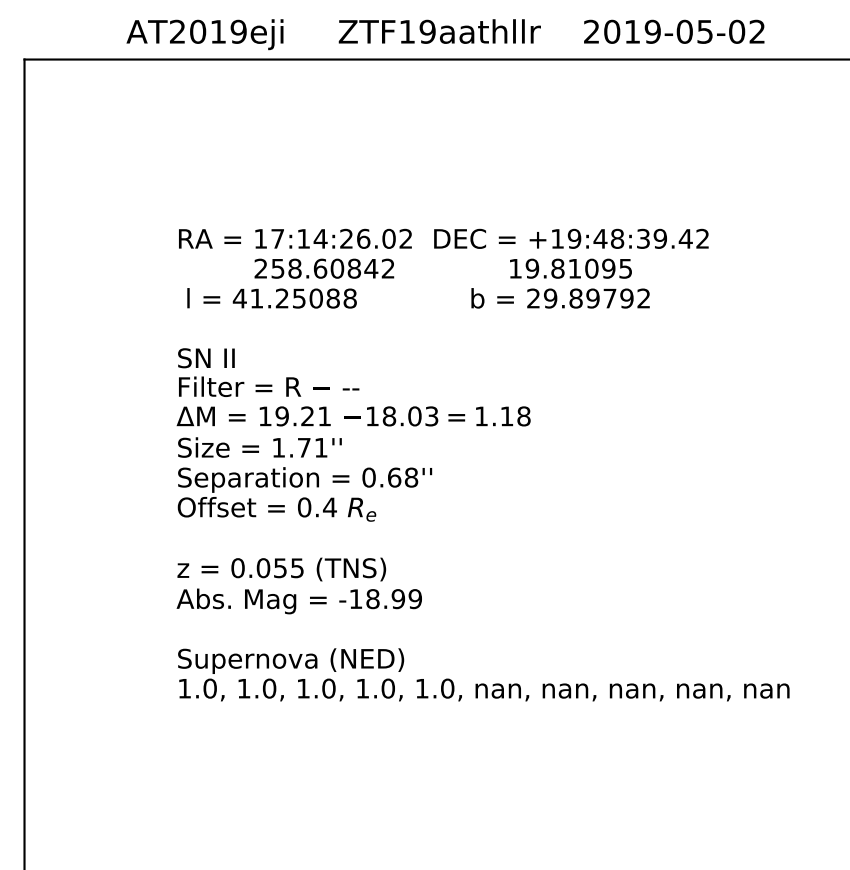 AT2019eji ZTF19aathllr 2019-05-02
RA = 17:14:26.02 DEC = +19:48:39.42
258.60842 19.81095
l = 41.25088 b = 29.89792
SN II
Filter = R − --
ΔM = 19.21 −18.03 = 1.18
Size = 1.71''
Separation = 0.68''
Offset = 0.4 Re
z = 0.055 (TNS)
Abs. Mag = -18.99
Supernova (NED)
1.0, 1.0, 1.0, 1.0, 1.0, nan, nan, nan, nan, nan